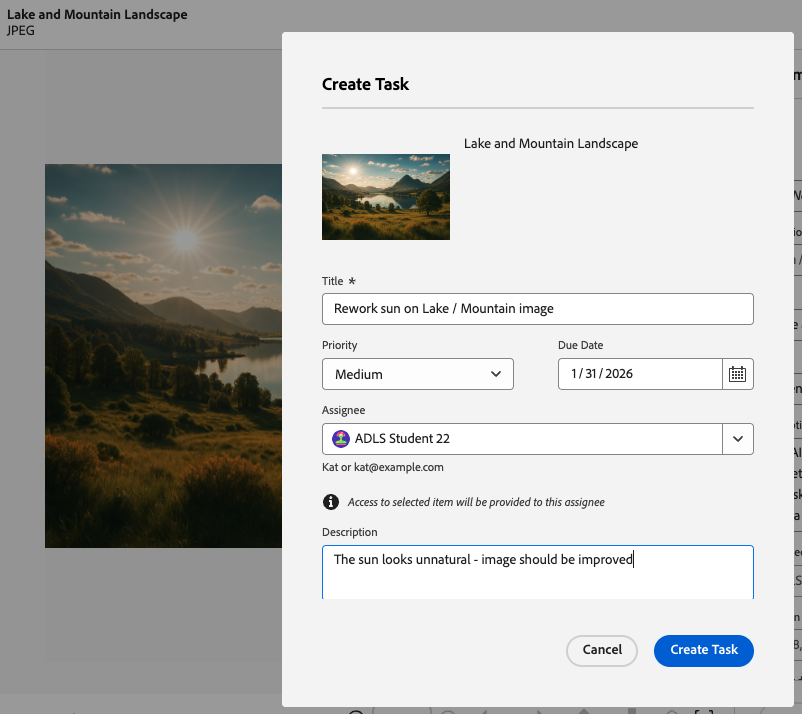 Lake and Mountain Landscape
JPEG
Create Task
Lake and Mountain Landscape
Title *
Rework sun on Lake / Mountain image
Priority
Due Date
Medium
1 / 31 / 2026
Assignee
ADLS Student 22
Kat or kat@example.com
Access to selected item will be provided to this assignee
Description
The sun looks unnatural - image should be improved
Cancel
Create Task